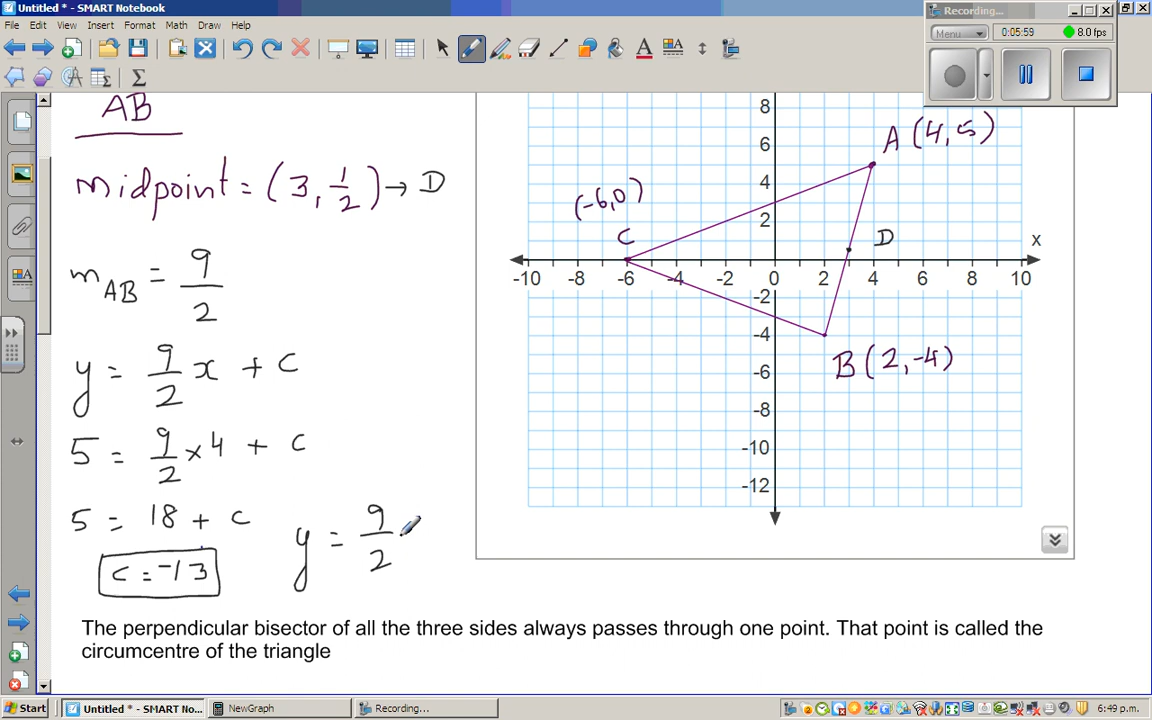 Untitled * - SMART Notebook
File Edit View Insert Format Math Draw Help
Recording...
Menu 0:05:59 8.0 fps
AB
midpoint = (3, 1/2) → D
m AB = 9/2
y = 9/2 x + c
5 = 9/2 × 4 + c
5 = 18 + c
c = -13
y = 9/2
8
6
4
2
-2
-4
-6
-8
-10
-12
-10 -8 -6 -4 -2 0 2 4 6 8 10
x
A (4, 5)
(-6,0)
C
D
B (2, -4)
The perpendicular bisector of all the three sides always passes through one point. That point is called the
circumcentre of the triangle
Start Untitled * - SMART No... NewGraph Recording... 6:49 p.m.